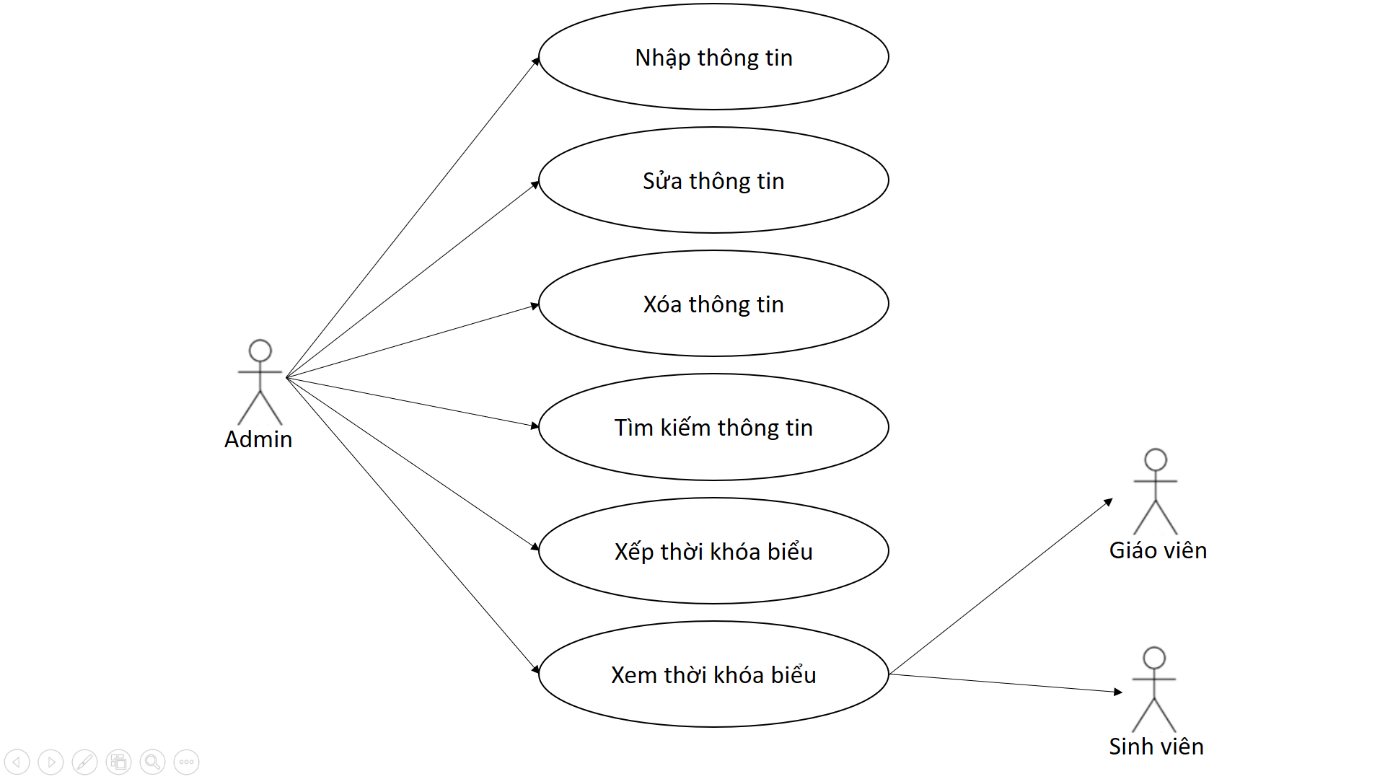 Nhập thông tin
Sửa thông tin
Xóa thông tin
Admin
Tìm kiếm thông tin
Xếp thời khóa biểu
Giáo viên
Xem thời khóa biểu
Sinh viên